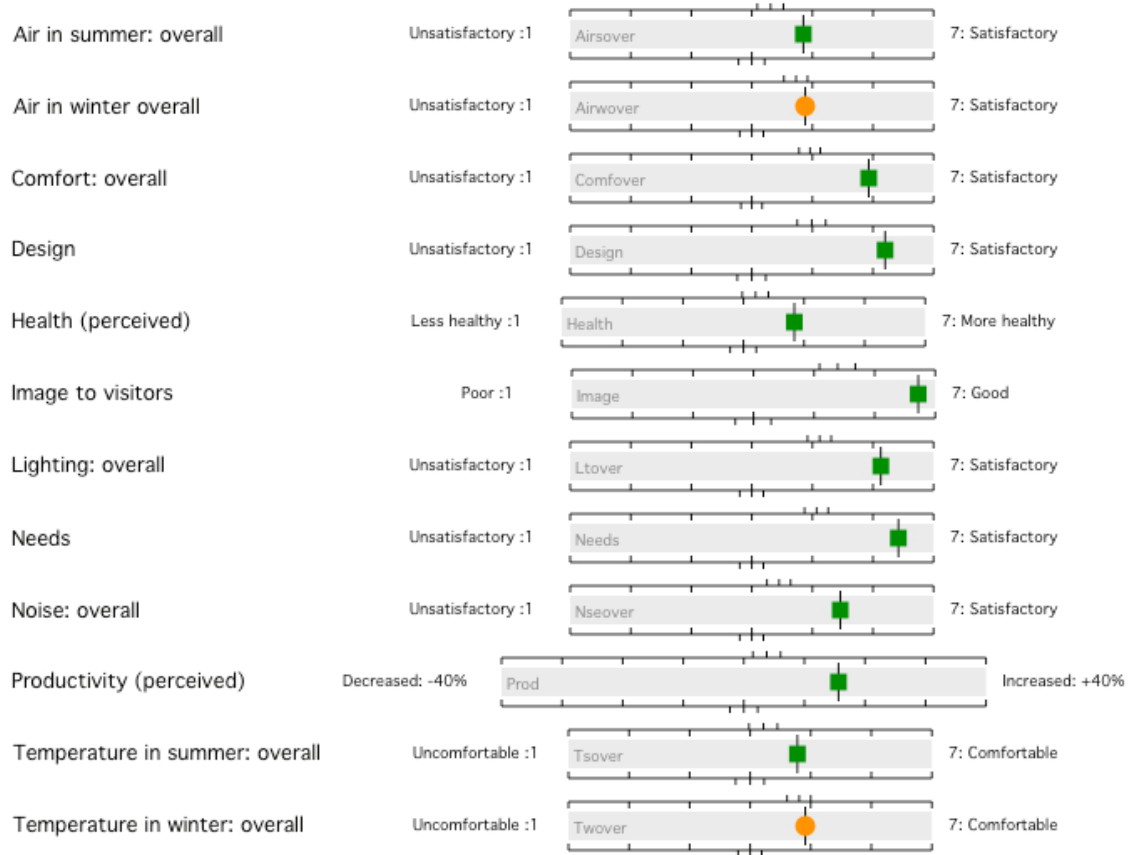 Air in summer: overall Unsatisfactory :1 Airsover 7: Satisfactory
Air in winter overall Unsatisfactory :1 Airwover 7: Satisfactory
Comfort: overall Unsatisfactory :1 Comfover 7: Satisfactory
Design Unsatisfactory :1 Design 7: Satisfactory
Health (perceived) Less healthy :1 Health 7: More healthy
Image to visitors Poor :1 Image 7: Good
Lighting: overall Unsatisfactory :1 Ltover 7: Satisfactory
Needs Unsatisfactory :1 Needs 7: Satisfactory
Noise: overall Unsatisfactory :1 Nseover 7: Satisfactory
Productivity (perceived) Decreased: -40% Prod Increased: +40%
Temperature in summer: overall Uncomfortable :1 Tsover 7: Comfortable
Temperature in winter: overall Uncomfortable :1 Twover 7: Comfortable